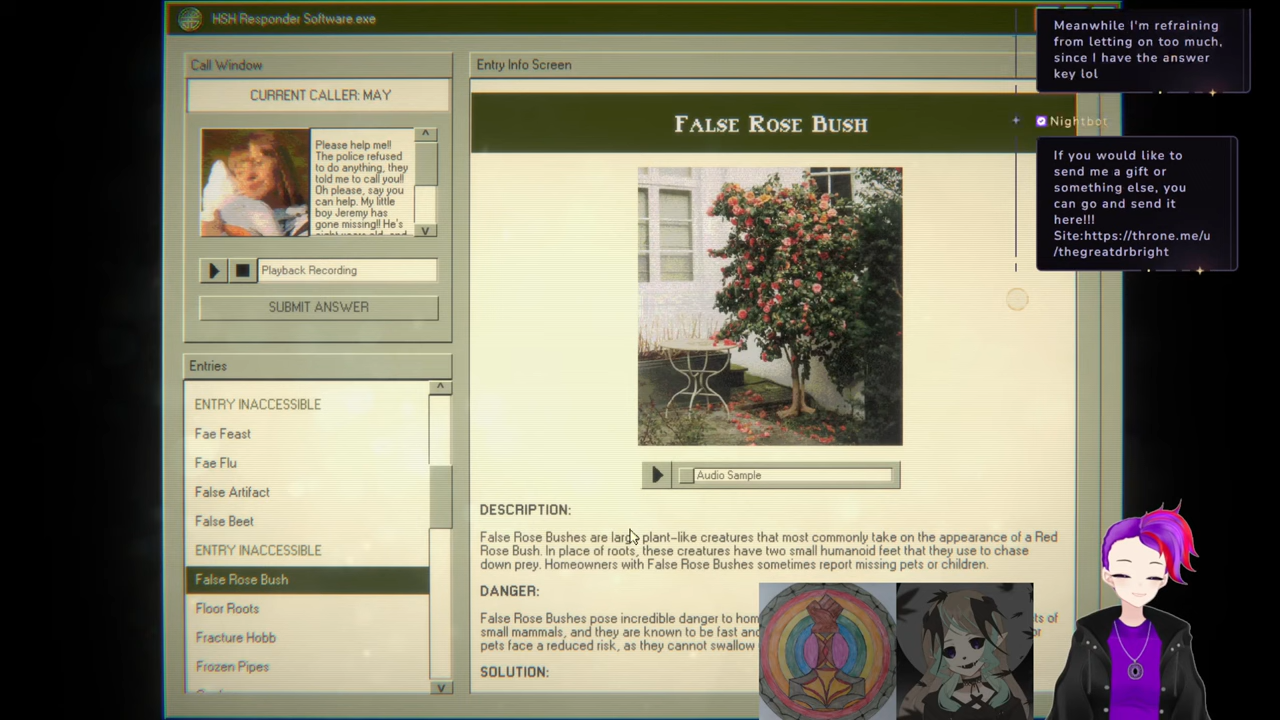 HSH Responder Software.exe
Call Window
CURRENT CALLER: MAY
Please help me!!
The police refused
to do anything, they
told me to call you!!
Oh please, say you
can help. My little
boy Jeremy has
gone missing!! He's
eight years old, and
Playback Recording
SUBMIT ANSWER
Entries
ENTRY INACCESSIBLE
Fae Feast
Fae Flu
False Artifact
False Beet
ENTRY INACCESSIBLE
False Rose Bush
Floor Roots
Fracture Hobb
Frozen Pipes
Entry Info Screen
False Rose Bush
Audio Sample
DESCRIPTION:
False Rose Bushes are large plant-like creatures that most commonly take on the appearance of a Red
Rose Bush. In place of roots, these creatures have two small humanoid feet that they use to chase
down prey. Homeowners with False Rose Bushes sometimes report missing pets or children.
DANGER:
False Rose Bushes pose incredible danger to hom ts of
small mammals, and they are known to be fast and or
pets face a reduced risk, as they cannot swallow
SOLUTION:
Meanwhile I'm refraining
from letting on too much,
since I have the answer
key lol
Nightbot
If you would like to
send me a gift or
something else, you
can go and send it
here!!!
Site:https://throne.me/u
/thegreatdrbright